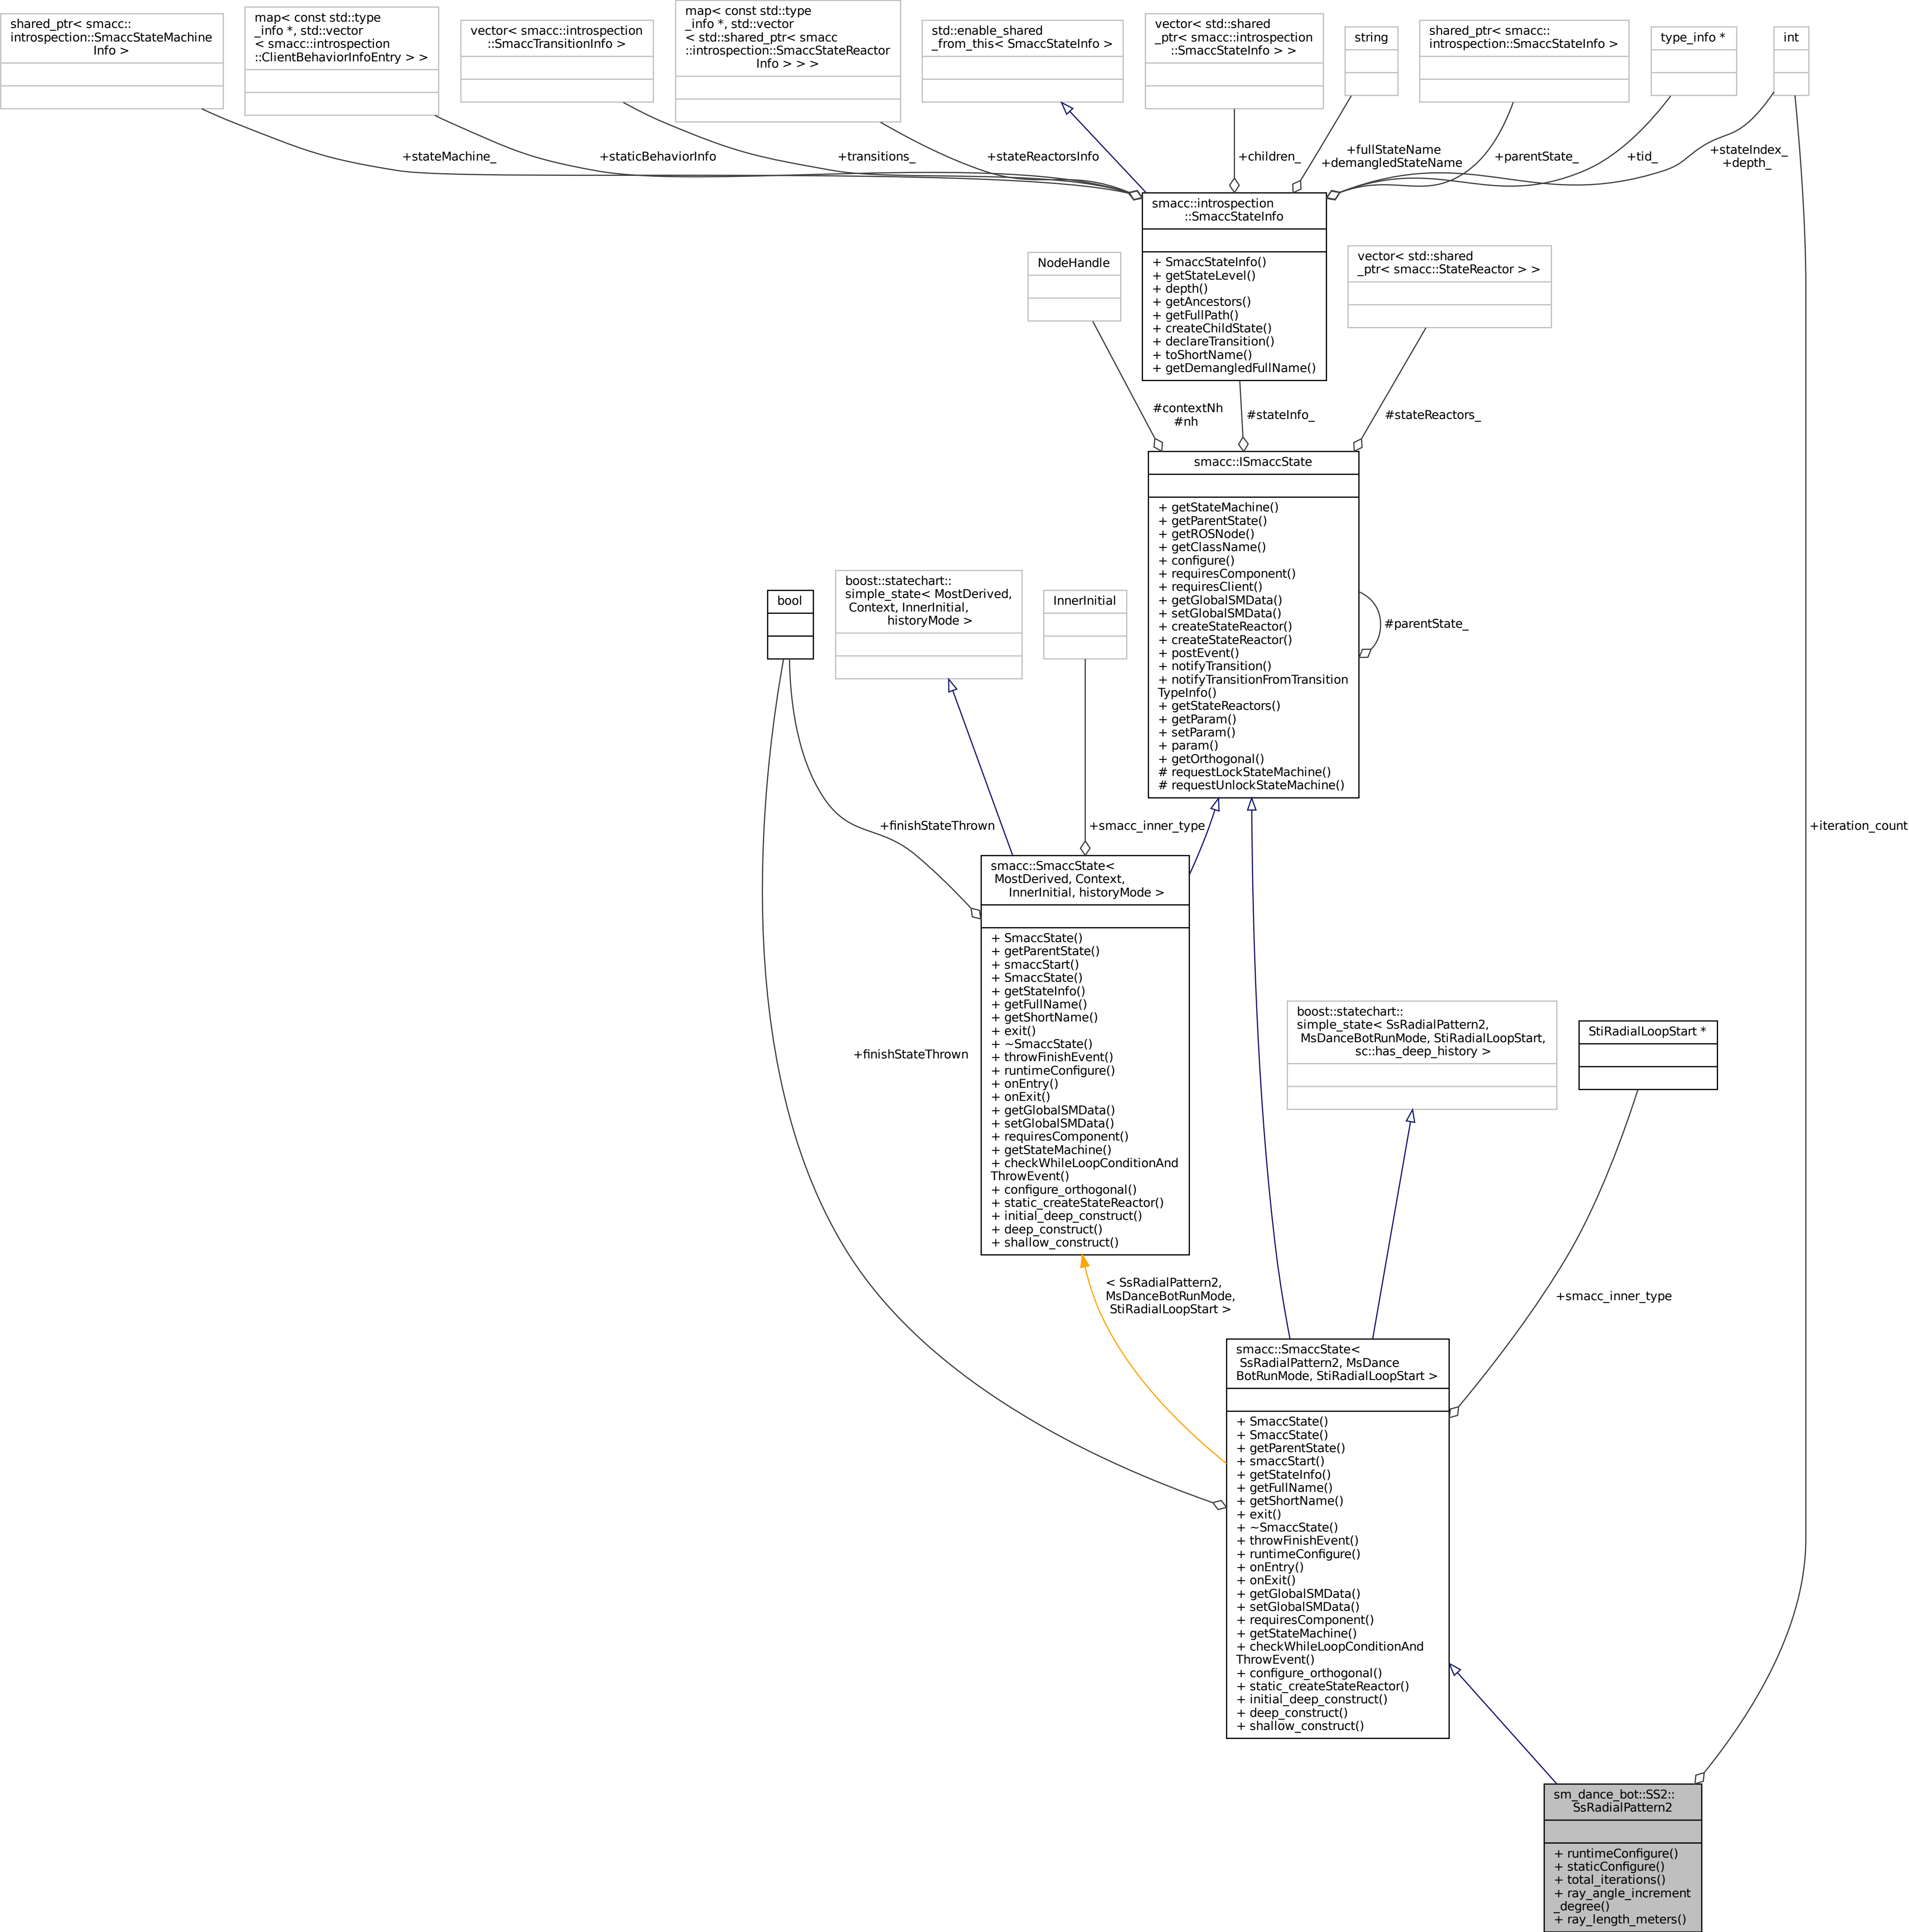 shared_ptr< smacc::
introspection::SmaccStateMachine
Info >
map< const std::type
_info *, std::vector
< smacc::introspection
::ClientBehaviorInfoEntry > >
vector< smacc::introspection
::SmaccTransitionInfo >
map< const std::type
_info *, std::vector
< std::shared_ptr< smacc
::introspection::SmaccStateReactor
Info > > >
std::enable_shared
_from_this< SmaccStateInfo >
vector< std::shared
_ptr< smacc::introspection
::SmaccStateInfo > >
string
shared_ptr< smacc::
introspection::SmaccStateInfo >
type_info *
int
+stateMachine_
+staticBehaviorInfo
+transitions_
+stateReactorsInfo
+children_
+fullStateName
+demangledStateName
+parentState_
+tid_
+stateIndex_
+depth_
smacc::introspection
::SmaccStateInfo
+ SmaccStateInfo()
+ getStateLevel()
+ depth()
+ getAncestors()
+ getFullPath()
+ createChildState()
+ declareTransition()
+ toShortName()
+ getDemangledFullName()
NodeHandle
vector< std::shared
_ptr< smacc::StateReactor > >
#contextNh
#nh
#stateInfo_
#stateReactors_
smacc::ISmaccState
+ getStateMachine()
+ getParentState()
+ getROSNode()
+ getClassName()
+ configure()
+ requiresComponent()
+ requiresClient()
+ getGlobalSMData()
+ setGlobalSMData()
+ createStateReactor()
+ createStateReactor()
+ postEvent()
+ notifyTransition()
+ notifyTransitionFromTransition
TypeInfo()
+ getStateReactors()
+ getParam()
+ setParam()
+ param()
+ getOrthogonal()
# requestLockStateMachine()
# requestUnlockStateMachine()
#parentState_
bool
boost::statechart::
simple_state< MostDerived,
Context, InnerInitial,
historyMode >
InnerInitial
+finishStateThrown
+smacc_inner_type
+iteration_count
smacc::SmaccState<
MostDerived, Context,
InnerInitial, historyMode >
+ SmaccState()
+ getParentState()
+ smaccStart()
+ SmaccState()
+ getStateInfo()
+ getFullName()
+ getShortName()
+ exit()
+ ~SmaccState()
+ throwFinishEvent()
+ runtimeConfigure()
+ onEntry()
+ onExit()
+ getGlobalSMData()
+ setGlobalSMData()
+ requiresComponent()
+ getStateMachine()
+ checkWhileLoopConditionAnd
ThrowEvent()
+ configure_orthogonal()
+ static_createStateReactor()
+ initial_deep_construct()
+ deep_construct()
+ shallow_construct()
+finishStateThrown
boost::statechart::
simple_state< SsRadialPattern2,
MsDanceBotRunMode, StiRadialLoopStart,
sc::has_deep_history >
StiRadialLoopStart *
< SsRadialPattern2,
MsDanceBotRunMode,
StiRadialLoopStart >
+smacc_inner_type
smacc::SmaccState<
SsRadialPattern2, MsDance
BotRunMode, StiRadialLoopStart >
+ SmaccState()
+ SmaccState()
+ getParentState()
+ smaccStart()
+ getStateInfo()
+ getFullName()
+ getShortName()
+ exit()
+ ~SmaccState()
+ throwFinishEvent()
+ runtimeConfigure()
+ onEntry()
+ onExit()
+ getGlobalSMData()
+ setGlobalSMData()
+ requiresComponent()
+ getStateMachine()
+ checkWhileLoopConditionAnd
ThrowEvent()
+ configure_orthogonal()
+ static_createStateReactor()
+ initial_deep_construct()
+ deep_construct()
+ shallow_construct()
sm_dance_bot::SS2::
SsRadialPattern2
+ runtimeConfigure()
+ staticConfigure()
+ total_iterations()
+ ray_angle_increment
_degree()
+ ray_length_meters()